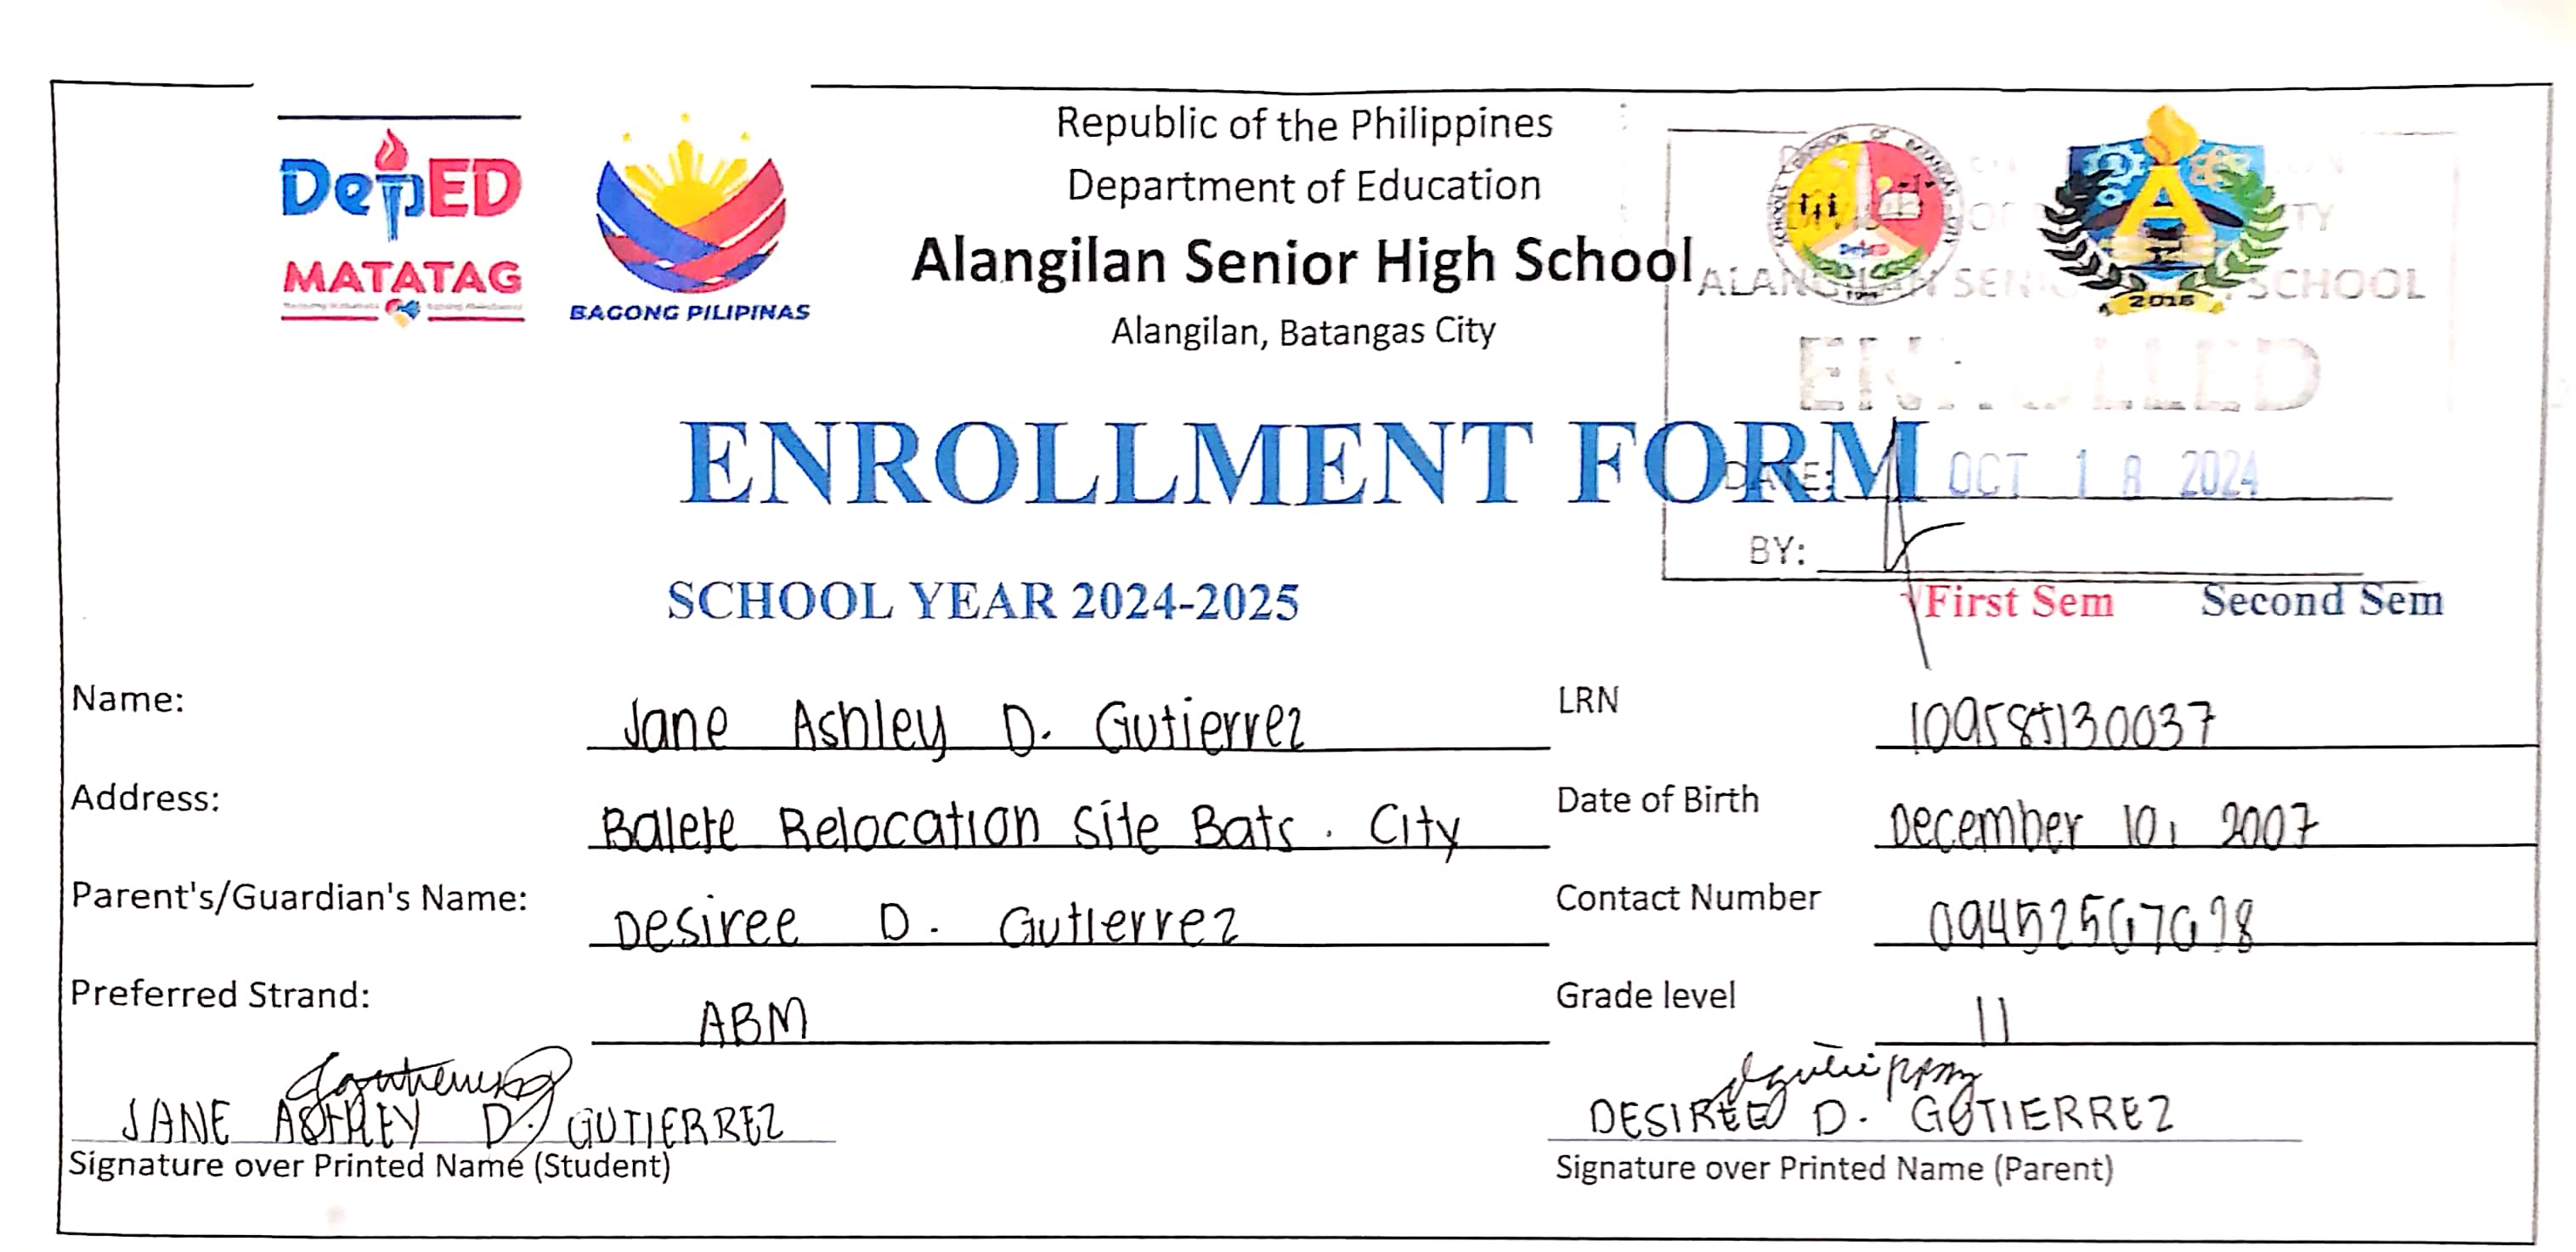 Republic of the Philippines
Department of Education
Alangilan Senior High School
Alangilan, Batangas City
DepED
MATATAG
BAGONG PILIPINAS
2015
ALANGILAN SENIOR HIGH SCHOOL
ENROLLED
ENROLLMENT FORM
DATE: OCT 18 2024
BY:
SCHOOL YEAR 2024-2025
First Sem Second Sem
Name: Jane Ashley D. Gutierrez LRN 109585130037
Address: Balete Relocation Site Bats. City Date of Birth December 10, 2007
Parent's/Guardian's Name: Desiree D. Gutierrez Contact Number
Preferred Strand: ABM Grade level 11
JANE ASHLEY D. GUTIERREZ DESIREE D. GUTIERREZ
Signature over Printed Name (Student) Signature over Printed Name (Parent)